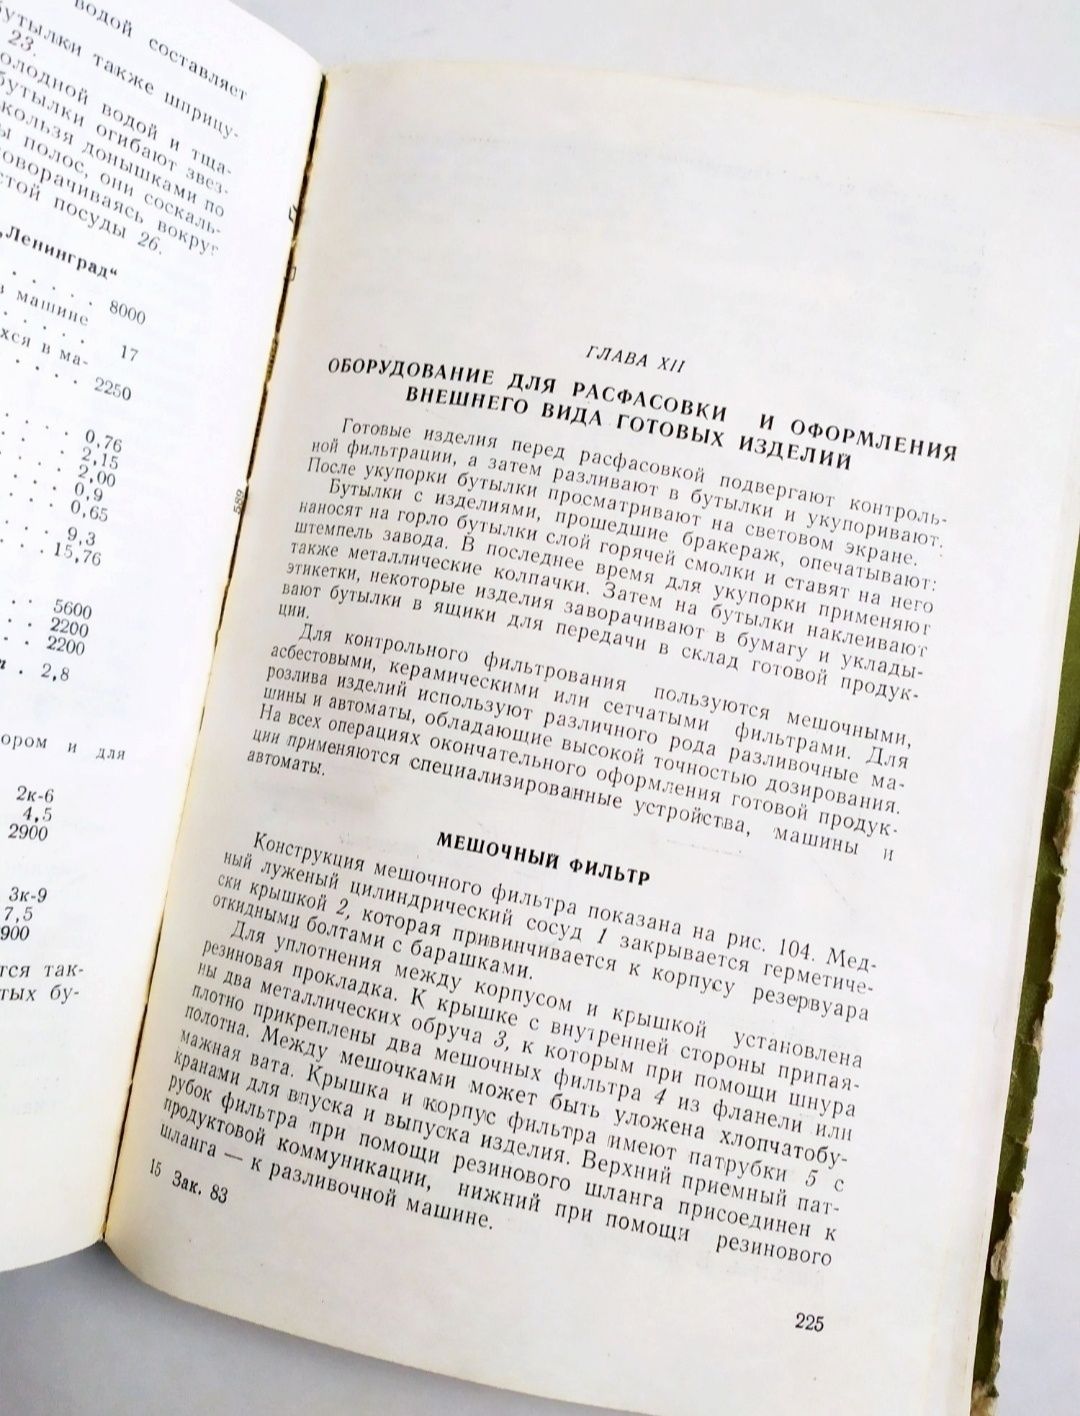 водой составляет
бутылки также шприцу-
23.
холодной водой и тща-
бутылки огибают звез-
скользя донышками по
полос, они соскаль-
оворачиваясь вокруг
стой посуды 26.
„Ленинград“
. . . . . 8000
в машине
. . . . . 17
хся в ма-
. . . . 2250
. . . . 0,76
. . . . 2,15
. . . . 2,00
. . . . 0,9
. . . . 0,65
. . . 9,3
. . . 15,76
. . . 5600
. . . 2200
. . . 2200
. 2,8
ором и для
2к-6
4,5
2900
3к-9
7,5
900
тся так-
тых бу-
589
ГЛАВА XII
ОБОРУДОВАНИЕ ДЛЯ РАСФАСОВКИ И ОФОРМЛЕНИЯ
ВНЕШНЕГО ВИДА ГОТОВЫХ ИЗДЕЛИЙ
Готовые изделия перед расфасовкой подвергают контроль-
ной фильтрации, а затем разливают в бутылки и укупоривают.
После укупорки бутылки просматривают на световом экране.
Бутылки с изделиями, прошедшие бракераж, опечатывают:
наносят на горло бутылки слой горячей смолки и ставят на него
штемпель завода. В последнее время для укупорки применяют
также металлические колпачки. Затем на бутылки наклеивают
этикетки, некоторые изделия заворачивают в бумагу и уклады-
вают бутылки в ящики для передачи в склад готовой продук-
ции.
Для контрольного фильтрования пользуются мешочными,
асбестовыми, керамическими или сетчатыми фильтрами. Для
розлива изделий используют различного рода разливочные ма-
шины и автоматы, обладающие высокой точностью дозирования.
На всех операциях окончательного оформления готовой продук-
ции применяются специализированные устройства, машины и
автоматы.
МЕШОЧНЫЙ ФИЛЬТР
Конструкция мешочного фильтра показана на рис. 104. Мед-
ный луженый цилиндрический сосуд 1 закрывается герметиче-
ски крышкой 2, которая привинчивается к корпусу резервуара
откидными болтами с барашками.
Для уплотнения между корпусом и крышкой установлена
резиновая прокладка. К крышке с внутренней стороны припая-
ны два металлических обруча 3, к которым при помощи шнура
плотно прикреплены два мешочных фильтра 4 из фланели или
полотна. Между мешочками может быть уложена хлопчатобу-
мажная вата. Крышка и корпус фильтра имеют патрубки 5 с
кранами для впуска и выпуска изделия. Верхний приемный пат-
рубок фильтра при помощи резинового шланга присоединен к
продуктовой коммуникации, нижний при помощи резинового
шланга — к разливочной машине.
15 Зак. 83
225